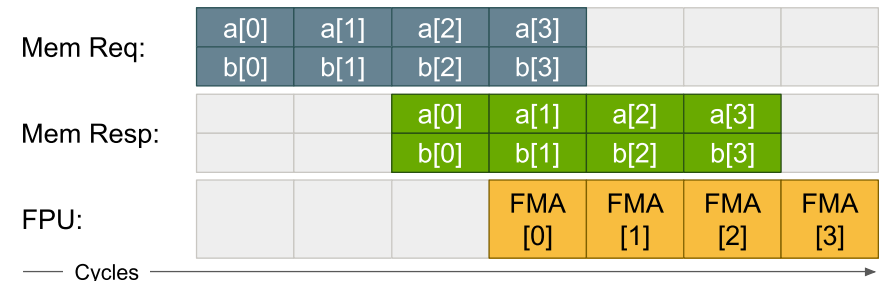 Mem Req:
a[0] a[1] a[2] a[3]
b[0] b[1] b[2] b[3]
Mem Resp:
a[0] a[1] a[2] a[3]
b[0] b[1] b[2] b[3]
FPU:
FMA FMA FMA FMA
[0] [1] [2] [3]
Cycles